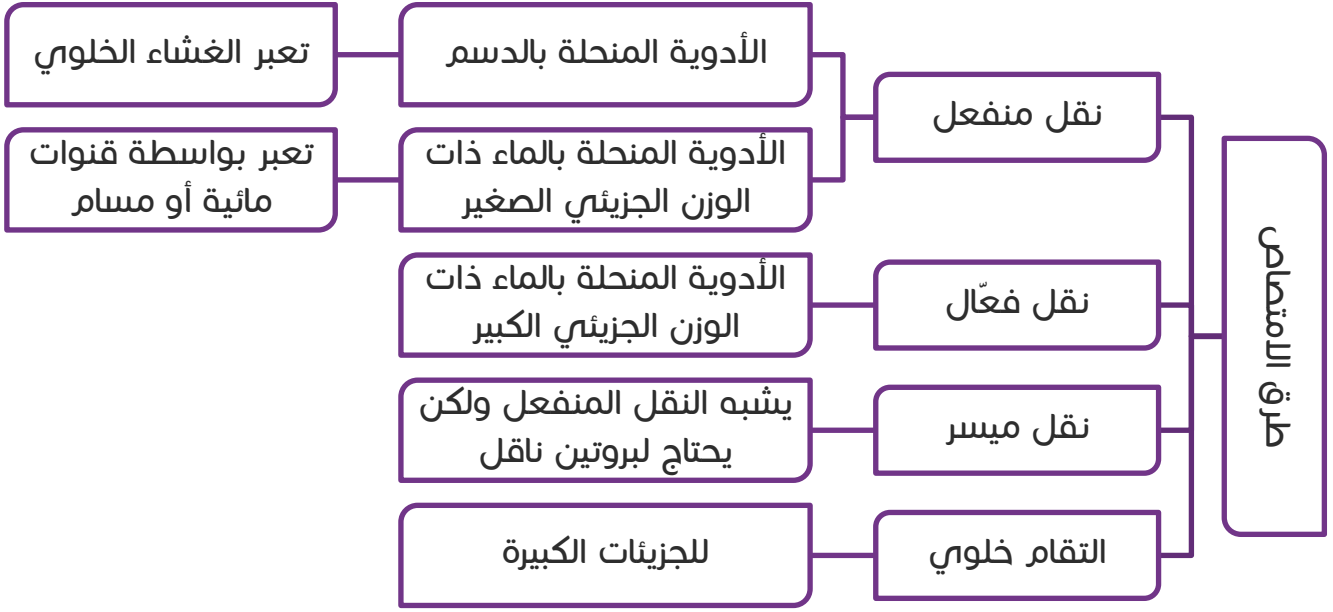 طرق الامتصاص
نقل منفعل
الأدوية المنحلة بالدسم
تعبر الغشاء الخلوي
الأدوية المنحلة بالماء ذات
الوزن الجزيئي الصغير
تعبر بواسطة قنوات
مائية أو مسام
نقل فعّال
الأدوية المنحلة بالماء ذات
الوزن الجزيئي الكبير
نقل ميسر
يشبه النقل المنفعل ولكن
يحتاج لبروتين ناقل
التقام خلوي
للجزيئات الكبيرة